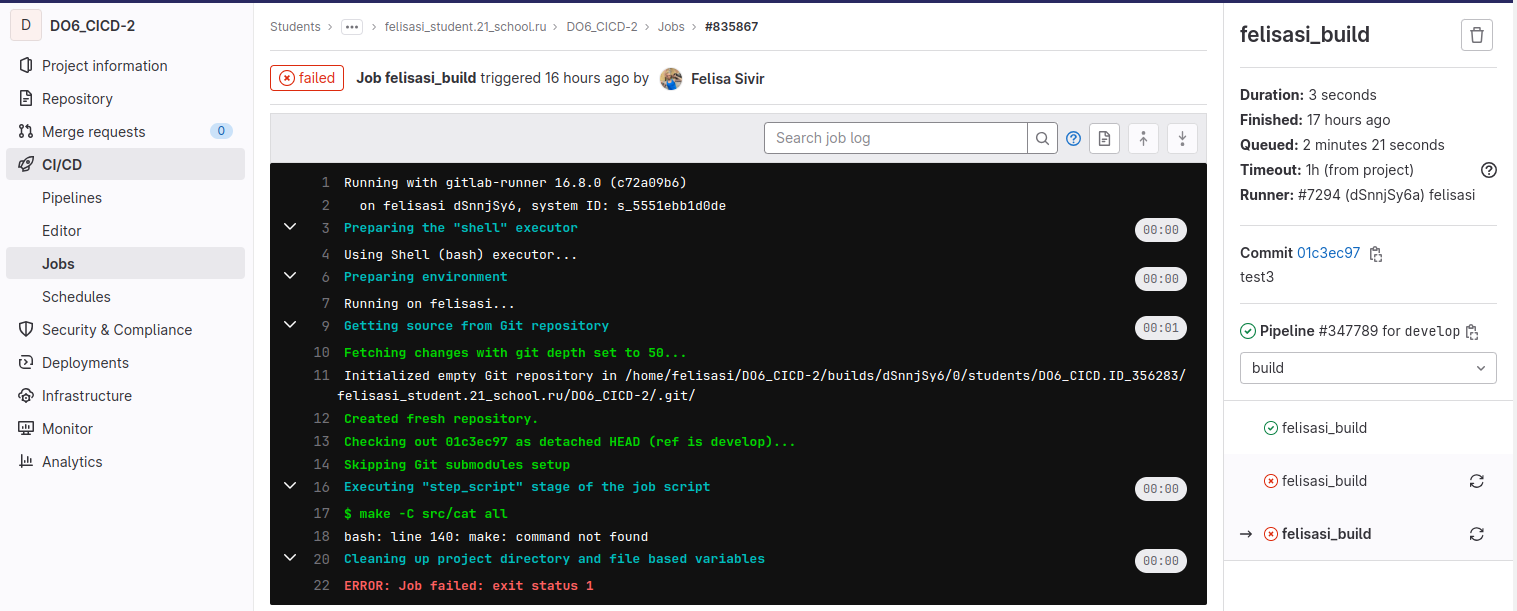 D DO6_CICD-2
Project information
Repository
Merge requests 0
CI/CD
Pipelines
Editor
Jobs
Schedules
Security & Compliance
Deployments
Infrastructure
Monitor
Analytics
Students › ••• › felisasi_student.21_school.ru › DO6_CICD-2 › Jobs › #835867
failed Job felisasi_build triggered 16 hours ago by Felisa Sivir
Search job log
1 Running with gitlab-runner 16.8.0 (c72a09b6)
2 on felisasi dSnnjSy6, system ID: s_5551ebb1d0de
3 Preparing the "shell" executor 00:00
4 Using Shell (bash) executor...
6 Preparing environment 00:00
7 Running on felisasi...
9 Getting source from Git repository 00:01
10 Fetching changes with git depth set to 50...
11 Initialized empty Git repository in /home/felisasi/DO6_CICD-2/builds/dSnnjSy6/0/students/DO6_CICD.ID_356283/
felisasi_student.21_school.ru/DO6_CICD-2/.git/
12 Created fresh repository.
13 Checking out 01c3ec97 as detached HEAD (ref is develop)...
14 Skipping Git submodules setup
16 Executing "step_script" stage of the job script 00:00
17 $ make -C src/cat all
18 bash: line 140: make: command not found
20 Cleaning up project directory and file based variables 00:00
22 ERROR: Job failed: exit status 1
felisasi_build
Duration: 3 seconds
Finished: 17 hours ago
Queued: 2 minutes 21 seconds
Timeout: 1h (from project)
Runner: #7294 (dSnnjSy6a) felisasi
Commit 01c3ec97
test3
Pipeline #347789 for develop
build
felisasi_build
felisasi_build
→ felisasi_build